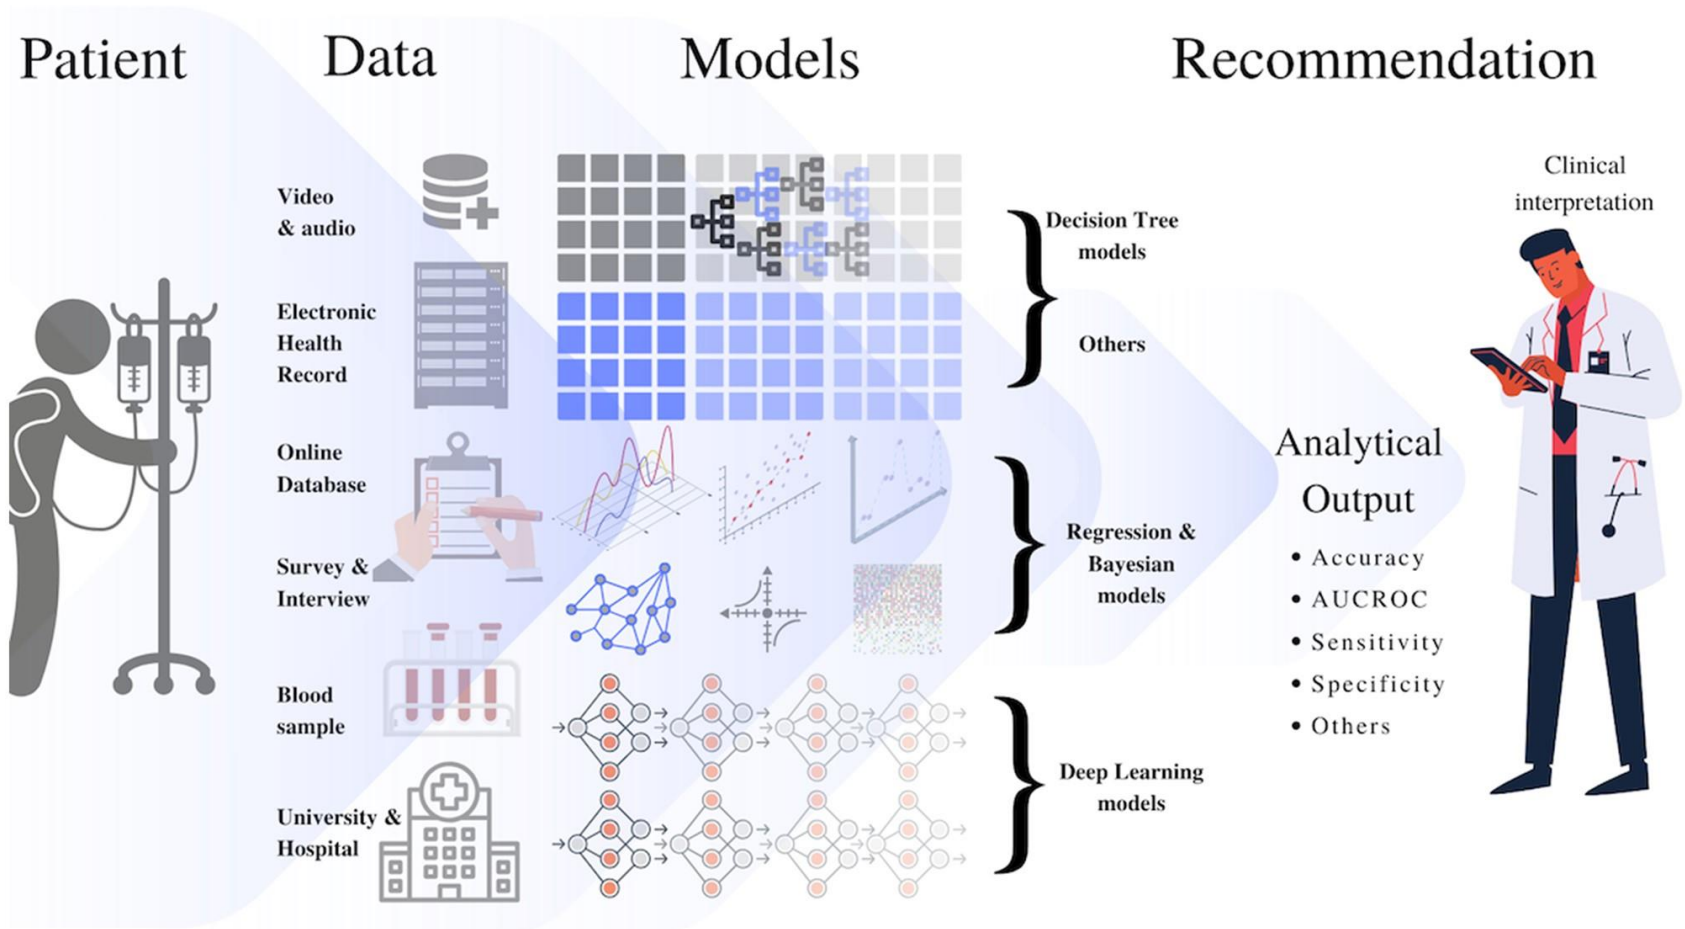 Patient
Data
Models
Recommendation
Video
& audio
Electronic
Health
Record
Online
Database
Survey &
Interview
Blood
sample
University &
Hospital
Decision Tree
models
Others
Regression &
Bayesian
models
Deep Learning
models
Analytical
Output
• Accuracy
• AUCROC
• Sensitivity
• Specificity
• Others
Clinical
interpretation